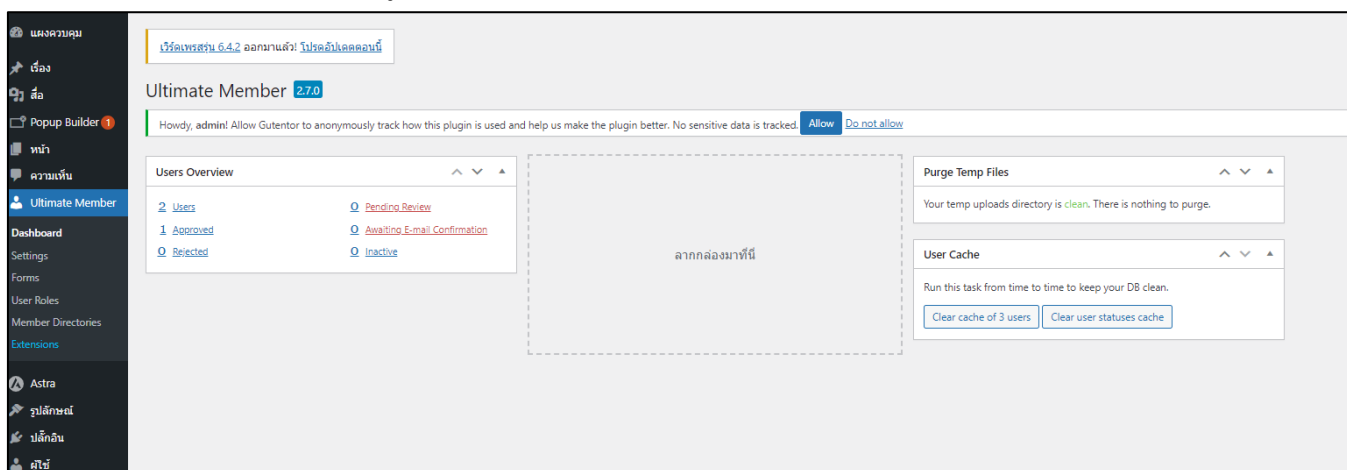 แผงควบคุม
เรื่อง
สื่อ
Popup Builder 1
หน้า
ความเห็น
Ultimate Member
Dashboard
Settings
Forms
User Roles
Member Directories
Extensions
Astra
รูปลักษณ์
ปลั๊กอิน
ผู้ใช้
เวิร์ดเพรสรุ่น 6.4.2 ออกมาแล้ว! โปรดอัปเดตตอนนี้
Ultimate Member 2.7.0
Howdy, admin! Allow Gutentor to anonymously track how this plugin is used and help us make the plugin better. No sensitive data is tracked. Allow Do not allow
Users Overview
2 Users
0 Pending Review
1 Approved
0 Awaiting E-mail Confirmation
0 Rejected
0 Inactive
ลากกล่องมาที่นี่
Purge Temp Files
Your temp uploads directory is clean. There is nothing to purge.
User Cache
Run this task from time to time to keep your DB clean.
Clear cache of 3 users
Clear user statuses cache